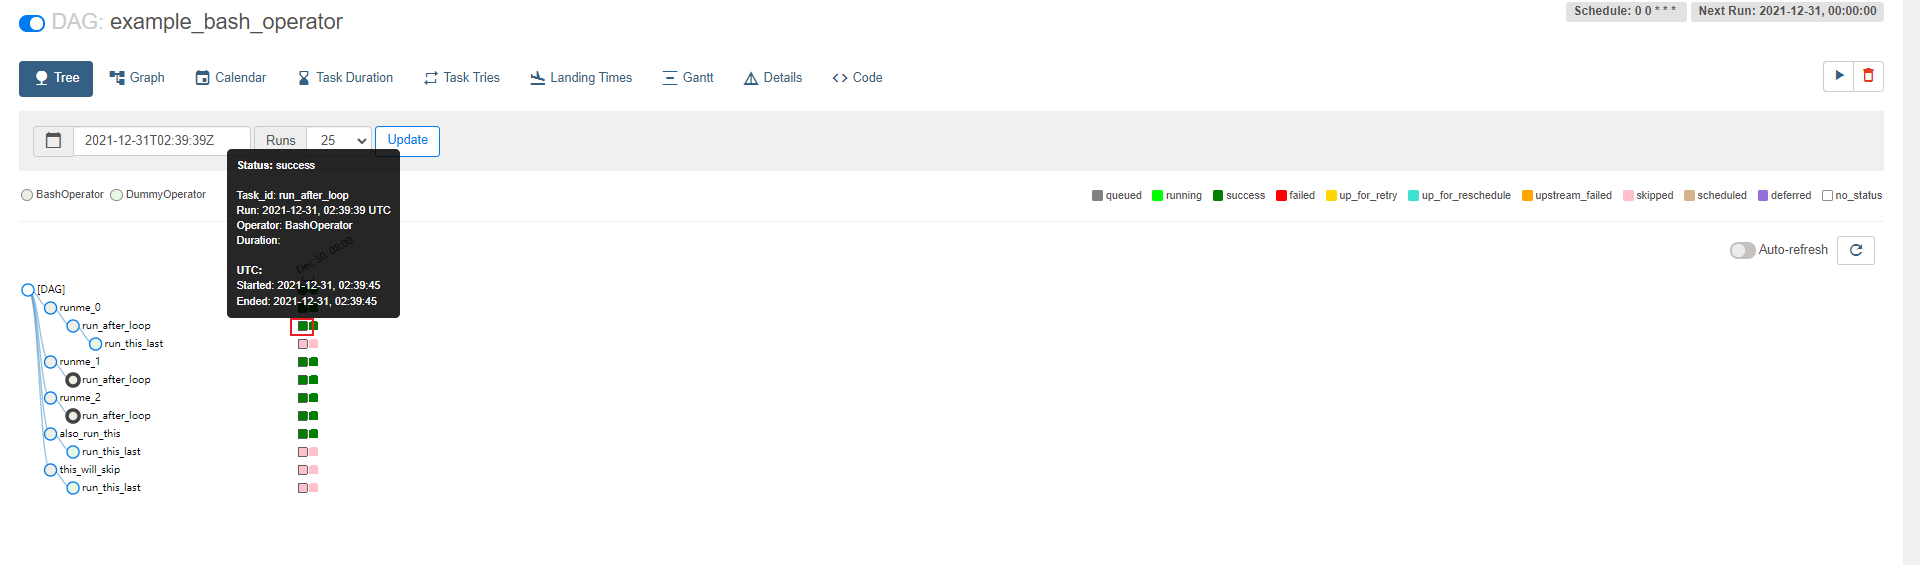 DAG: example_bash_operator
Schedule: 0 0 * * *
Next Run: 2021-12-31, 00:00:00
Tree
Graph
Calendar
Task Duration
Task Tries
Landing Times
Gantt
Details
Code
2021-12-31T02:39:39Z
Runs
25
Update
Status: success
Task_id: run_after_loop
Run: 2021-12-31, 02:39:39 UTC
Operator: BashOperator
Duration:
UTC:
Started: 2021-12-31, 02:39:45
Ended: 2021-12-31, 02:39:45
BashOperator
DummyOperator
queued
running
success
failed
up_for_retry
up_for_reschedule
upstream_failed
skipped
scheduled
deferred
no_status
Auto-refresh
Dec 30, 08:00
[DAG]
runme_0
run_after_loop
run_this_last
runme_1
run_after_loop
runme_2
run_after_loop
also_run_this
run_this_last
this_will_skip
run_this_last